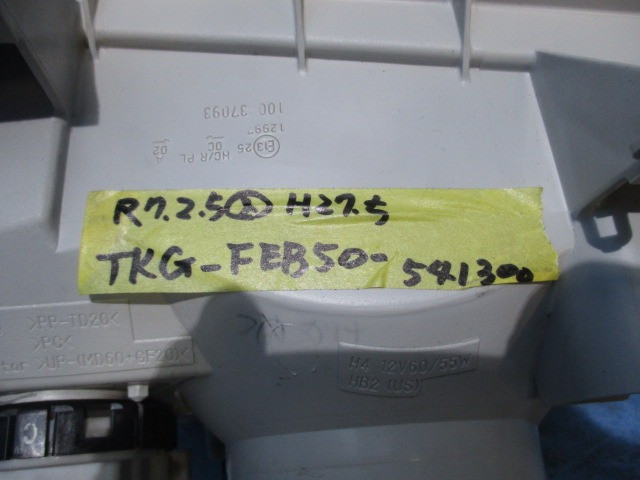 100 37093
12997
E13 25 HC/R PL
DC 02 A
R7.2.5 H27.5
TKG-FEB50-541300
>PP-TD20<
>PC<
tor >UP-(MD60+GF20)<
H4 12V60/55W
HB2 (US)